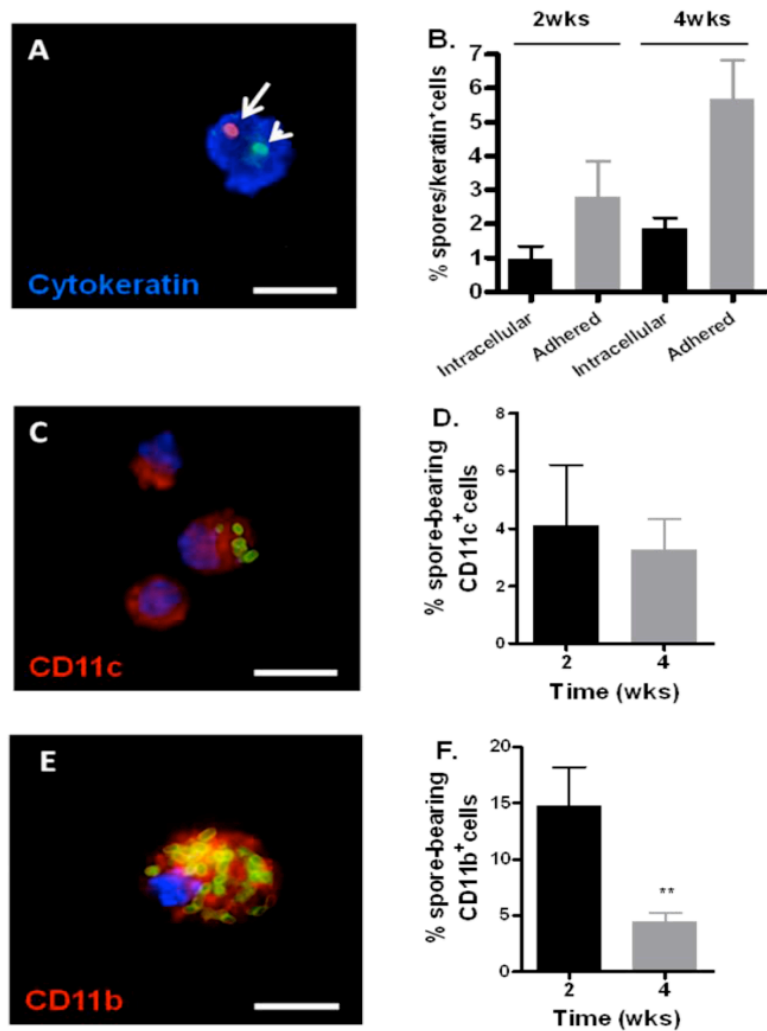 A
Cytokeratin
B.
2wks
4wks
% spores/keratin⁺cells
7
6
5
4
3
2
1
0
Intracellular
Adhered
Intracellular
Adhered
C
CD11c
D.
% spore-bearing
CD11c⁺cells
8
6
4
2
0
2
4
Time (wks)
E
CD11b
F.
% spore-bearing
CD11b⁺cells
20
15
10
5
0
**
2
4
Time (wks)